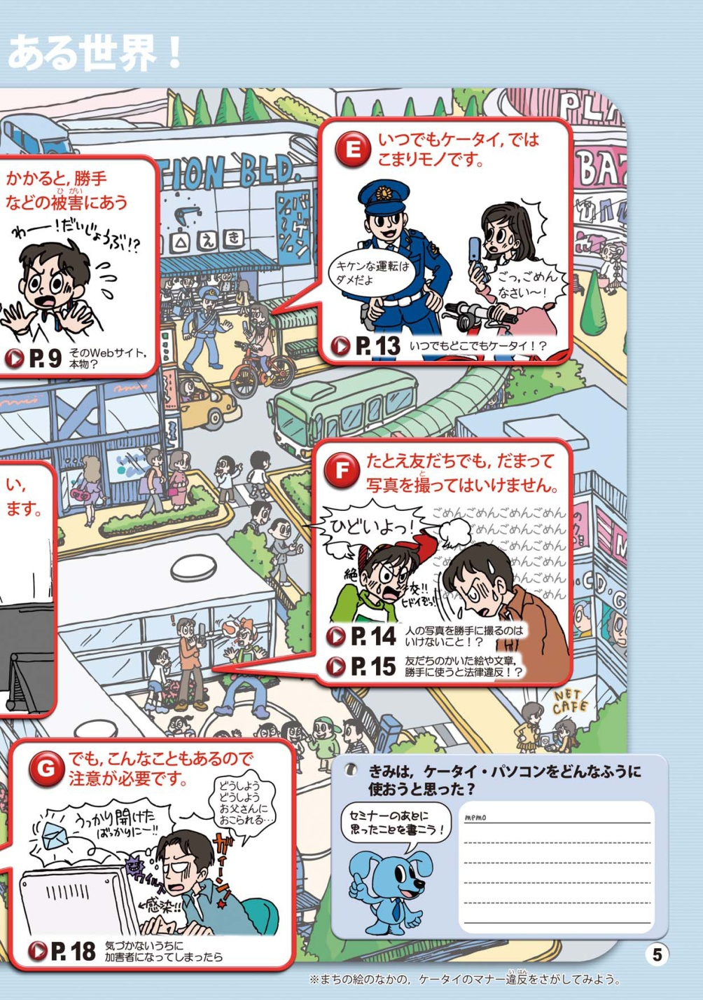 ある世界！
かかると，勝手
ひ がい
などの被害にあう
わー！だいじょうぶ!?
P.9 そのWebサイト，
本物？
TION BLD.
バーゲン
えき
PLA
BAZ
E いつでもケータイ，では
こまりモノです。
キケンな運転は
ダメだよ
ごっ，ごめん
なさい〜！
P.13 いつでもどこでもケータイ！？
い，
ます。
F たとえ友だちでも，だまって
と
写真を撮ってはいけません。
ひどいよっ！
ごめんごめんごめんごめん
ごめんごめんごめん
ごめんごめん
めんごめん
めんごめん
ごめん
絶
交!!
ヒドイぞっ！
P.14 人の写真を勝手に撮るのは
いけないこと！？
P.15 友だちのかいた絵や文章，
勝手に使うと法律違反！？
CD・G
NET
CAFE
G でも，こんなこともあるので
注意が必要です。
うっかり開けた
ばっかりにー!!
どうしよう
どうしよう
お父さんに
おこられる…
ガィーン！
ウイルス
感染!!
P.18 気づかないうちに
加害者になってしまったら
きみは，ケータイ・パソコンをどんなふうに
使おうと思った？
セミナーのあとに
思ったことを書こう！
memo
5
い はん
※まちの絵のなかの，ケータイのマナー違反をさがしてみよう。